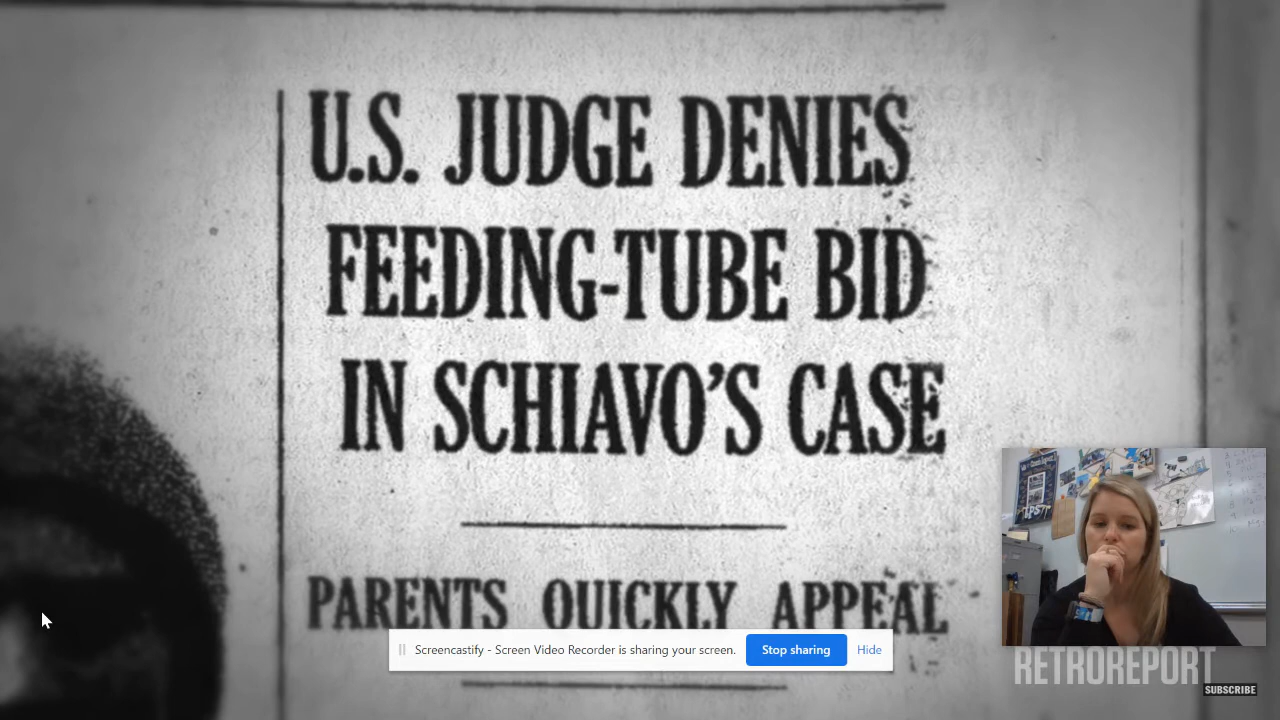 U.S. JUDGE DENIES
FEEDING-TUBE BID
IN SCHIAVO'S CASE
PARENTS QUICKLY APPEAL
Screencastify - Screen Video Recorder is sharing your screen.
Stop sharing
Hide
RETROREPORT
SUBSCRIBE